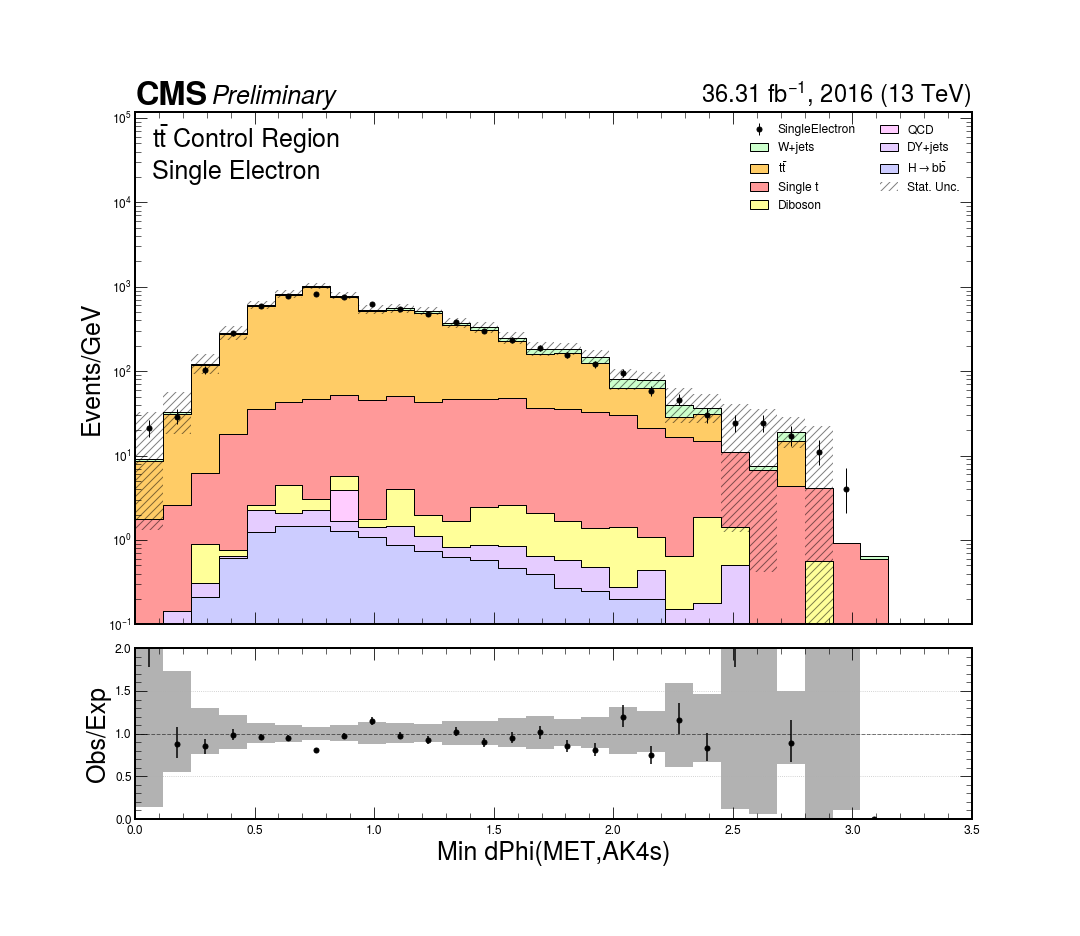 CMS Preliminary 36.31 fb⁻¹, 2016 (13 TeV)
tt̄ Control Region
Single Electron
SingleElectron
W+jets
tt̄
Single t
Diboson
QCD
DY+jets
H→bb̄
Stat. Unc.
Events/GeV
10⁵
10⁴
10³
10²
10¹
10⁰
10⁻¹
Obs/Exp
2.0
1.5
1.0
0.5
0.0
0.0 0.5 1.0 1.5 2.0 2.5 3.0 3.5
Min dPhi(MET,AK4s)